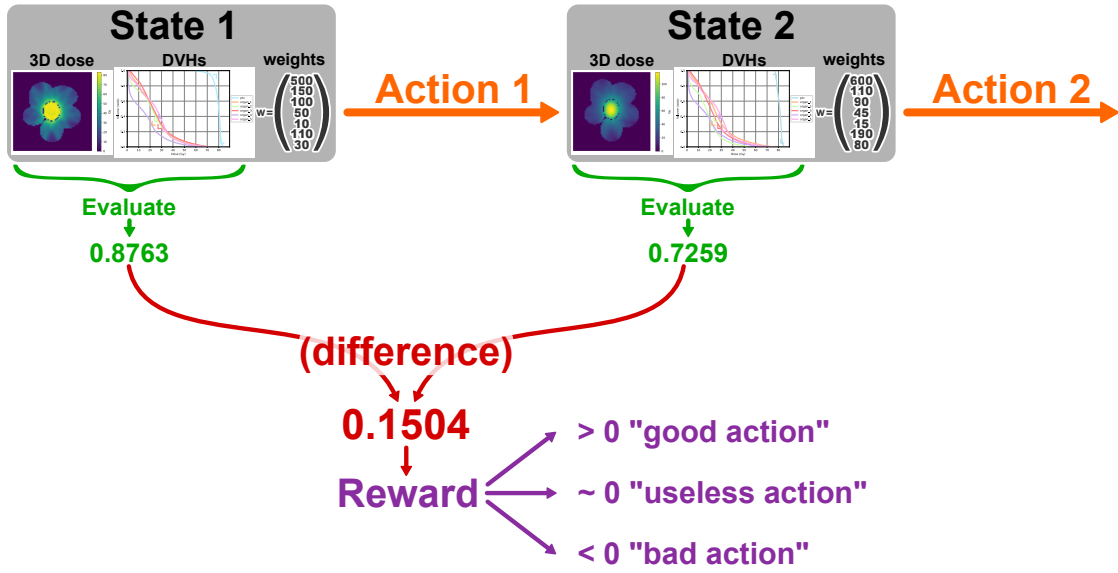 State 1
3D dose
DVHs
weights
w=
500
150
100
50
10
110
30
Action 1
State 2
3D dose
DVHs
weights
w=
600
110
90
45
15
190
80
Action 2
Evaluate
0.8763
Evaluate
0.7259
(difference)
0.1504
Reward
> 0 "good action"
~ 0 "useless action"
< 0 "bad action"